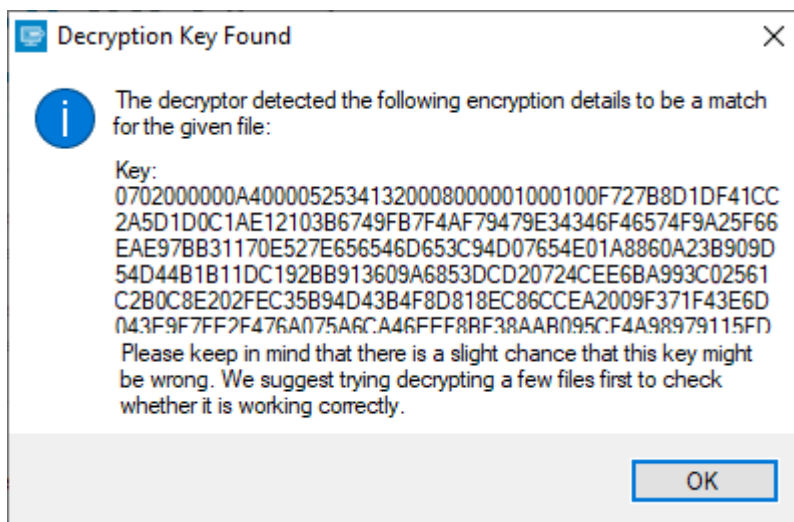 Decryption Key Found
The decryptor detected the following encryption details to be a match
for the given file:
Key:
0702000000A40000525341320008000001000100F727B8D1DF41CC
2A5D1D0C1AE12103B6749FB7F4AF79479E34346F46574F9A25F66
EAE97BB31170E527E656546D653C94D07654E01A8860A23B909D
54D44B1B11DC192BB913609A6853DCD20724CEE6BA993C02561
C2B0C8E202FEC35B94D43B4F8D818EC86CCEA2009F371F43E6D
Please keep in mind that there is a slight chance that this key might
be wrong. We suggest trying decrypting a few files first to check
whether it is working correctly.
OK